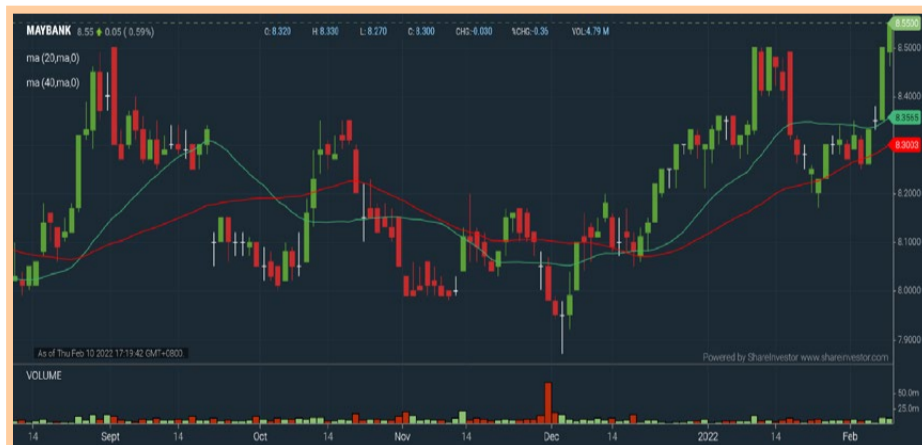 MAYBANK 8.55 0.05 ( 0.59%) C: 8.320 H: 8.330 L: 8.270 C: 8.300 CHG:-0.030 %CHG:-0.36 VOL:4.79 M
8.5500
ma (20,ma,0)
8.5000
ma (40,ma,0)
8.4000
8.3565
8.3003
8.2000
8.1000
8.0000
7.9000
As of Thu Feb 10 2022 17:19:42 GMT+0800.
Powered by ShareInvestor www.shareinvestor.com
VOLUME
50.0m
25.0m
14 Sept 14 Oct 14 Nov 14 Dec 14 2022 14 Feb